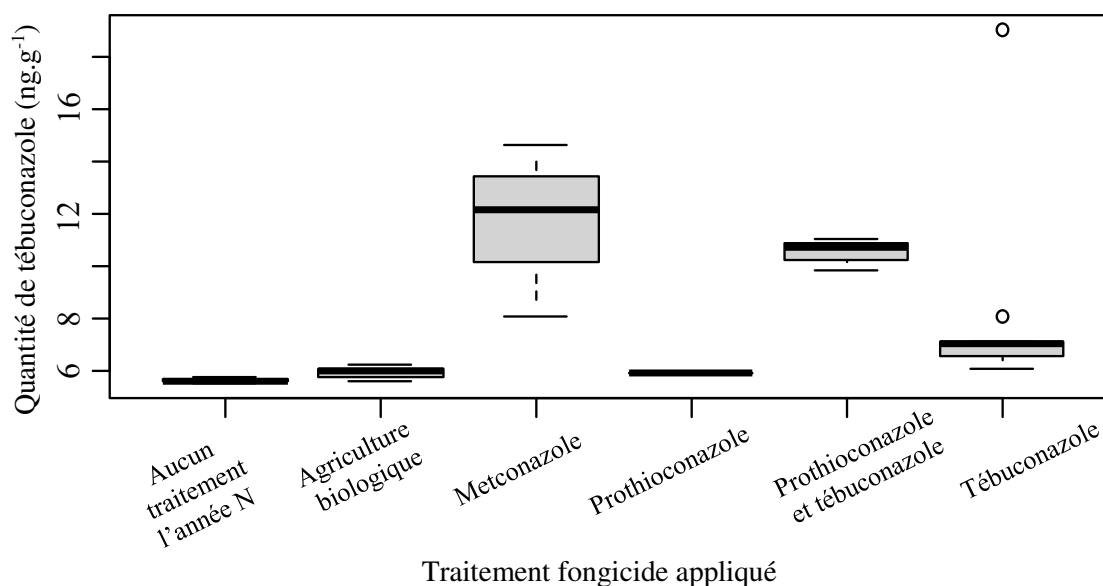 Quantité de tébuconazole (ng.g⁻¹)
16
12
8
6
Aucun
traitement
l’année N
Agriculture
biologique
Metconazole
Prothioconazole
Prothioconazole
et tébuconazole
Tébuconazole
Traitement fongicide appliqué